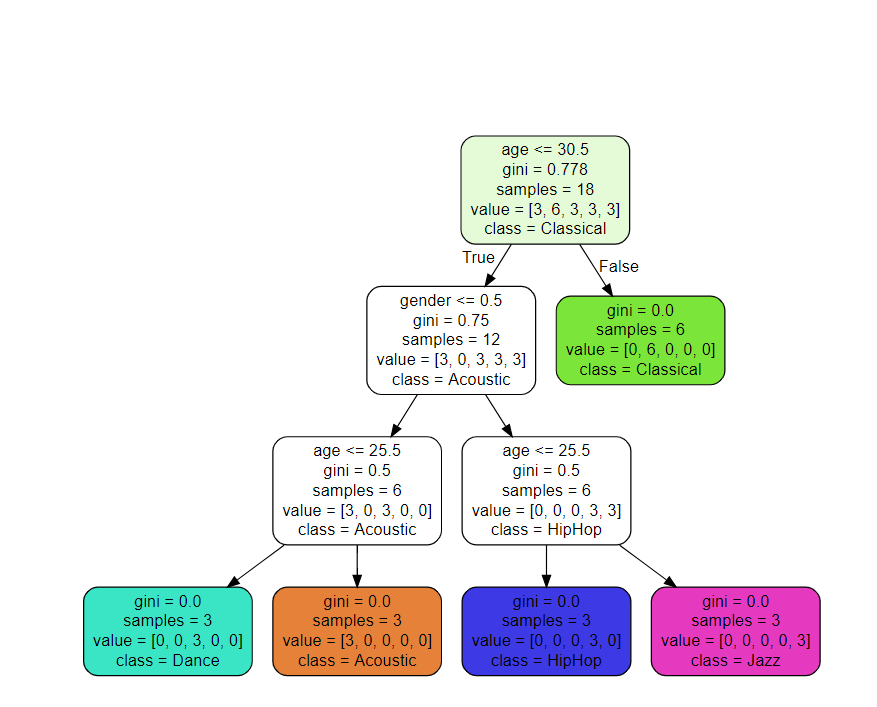 age <= 30.5
gini = 0.778
samples = 18
value = [3, 6, 3, 3, 3]
class = Classical
True
False
gender <= 0.5
gini = 0.75
samples = 12
value = [3, 0, 3, 3, 3]
class = Acoustic
gini = 0.0
samples = 6
value = [0, 6, 0, 0, 0]
class = Classical
age <= 25.5
gini = 0.5
samples = 6
value = [3, 0, 3, 0, 0]
class = Acoustic
age <= 25.5
gini = 0.5
samples = 6
value = [0, 0, 0, 3, 3]
class = HipHop
gini = 0.0
samples = 3
value = [0, 0, 3, 0, 0]
class = Dance
gini = 0.0
samples = 3
value = [3, 0, 0, 0, 0]
class = Acoustic
gini = 0.0
samples = 3
value = [0, 0, 0, 3, 0]
class = HipHop
gini = 0.0
samples = 3
value = [0, 0, 0, 0, 3]
class = Jazz